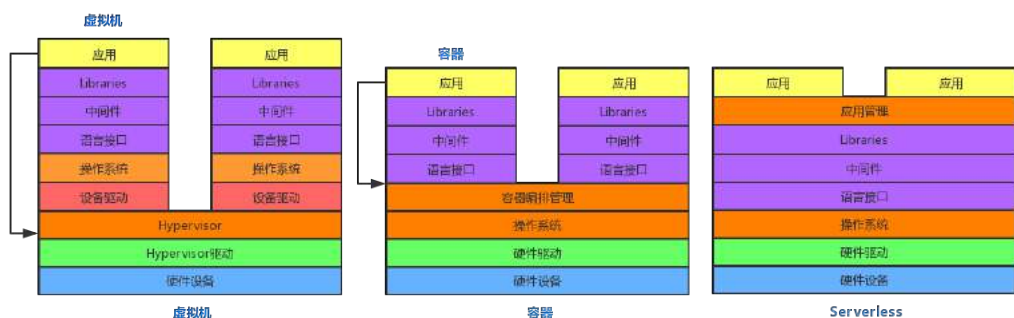 虚拟机
应用
Libraries
中间件
语言接口
操作系统
设备驱动
应用
Libraries
中间件
语言接口
操作系统
设备驱动
Hypervisor
Hypervisor驱动
硬件设备
虚拟机
容器
应用
Libraries
中间件
语言接口
应用
Libraries
中间件
语言接口
容器编排管理
操作系统
硬件驱动
硬件设备
容器
应用
应用
应用管理
Libraries
中间件
语言接口
操作系统
硬件驱动
硬件设备
Serverless